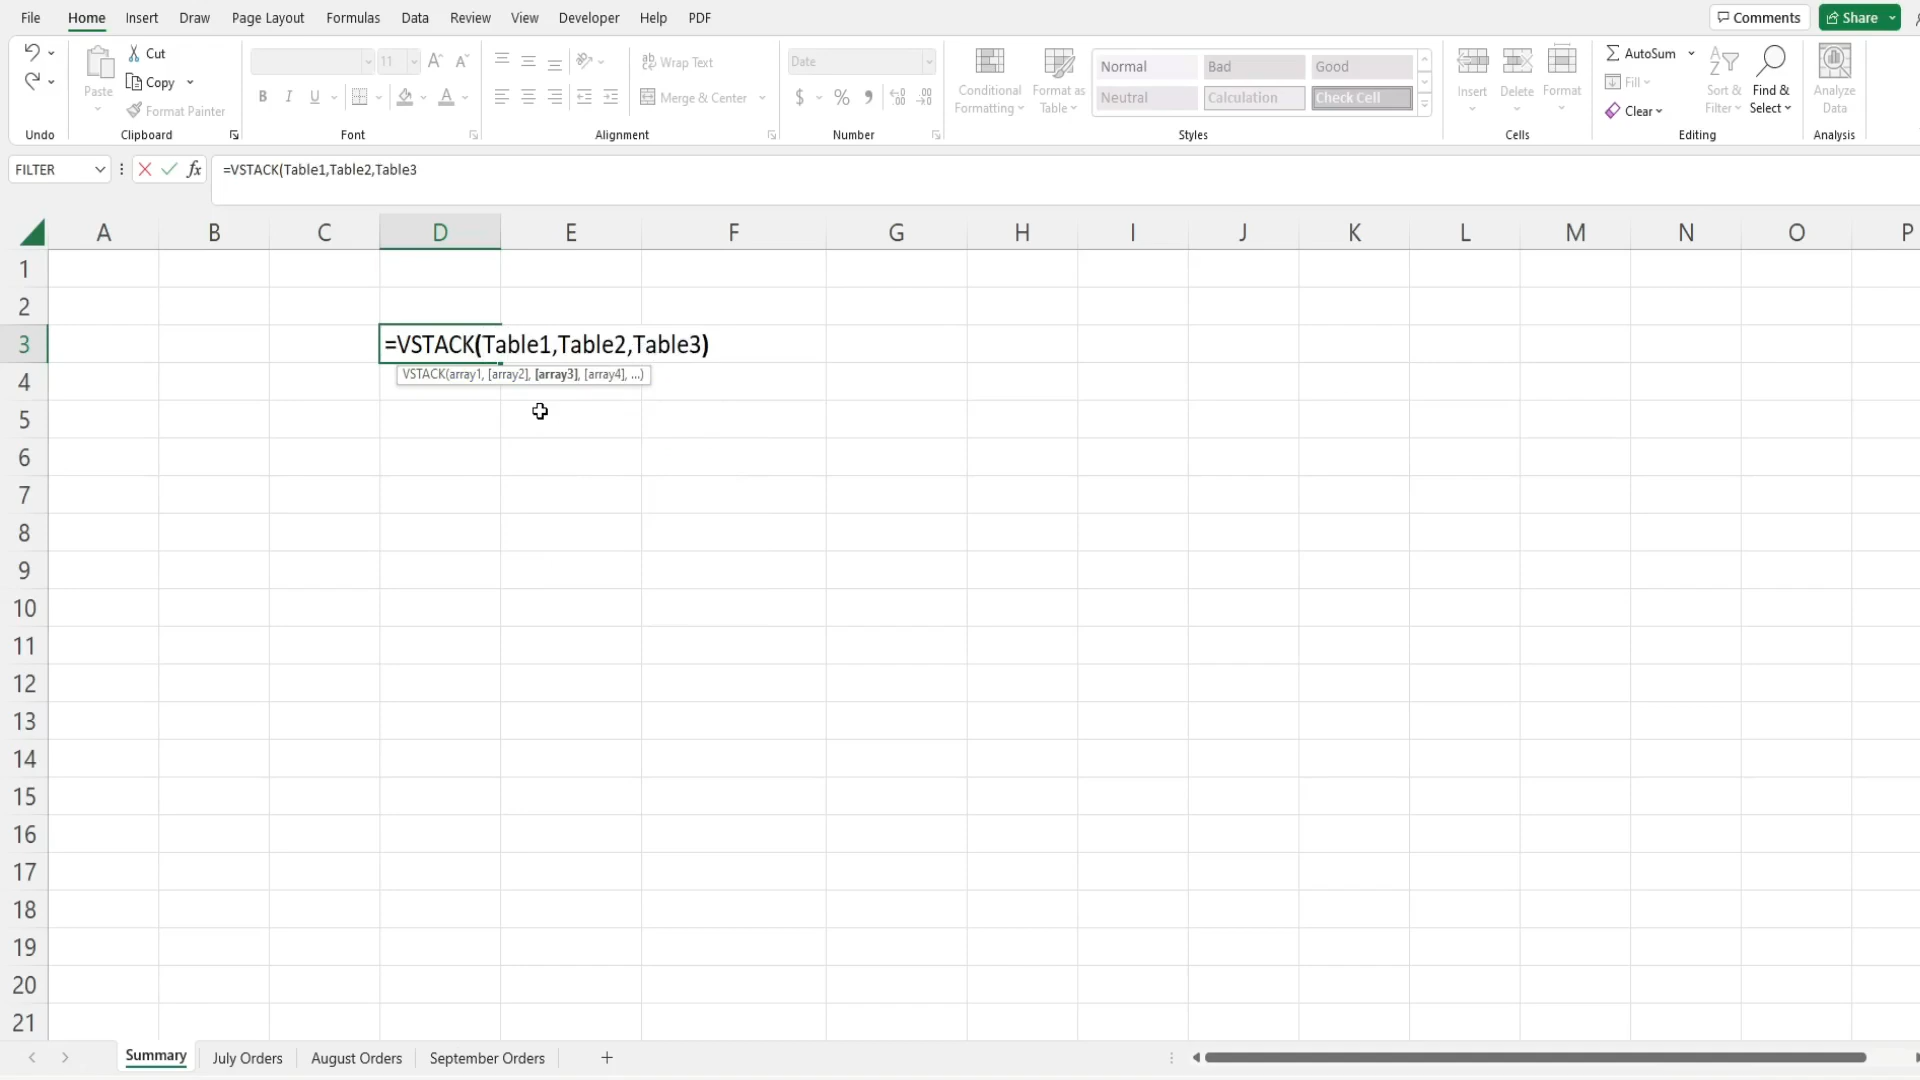 File Home Insert Draw Page Layout Formulas Data Review View Developer Help PDF Comments Share
Cut
Copy
Format Painter
Paste
11
B I U
Wrap Text
Merge & Center
Date
$ % 9
Conditional Formatting
Format as Table
Normal Bad Good
Neutral Calculation Check Cell
Insert Delete Format
AutoSum
Fill
Clear
Sort & Filter
Find & Select
Analyze Data
Undo Clipboard Font Alignment Number Styles Cells Editing Analysis
FILTER fx =VSTACK(Table1,Table2,Table3
A B C D E F G H I J K L M N O P
1
2
3 =VSTACK(Table1,Table2,Table3)
VSTACK(array1, [array2], [array3], [array4], ...)
4
5
6
7
8
9
10
11
12
13
14
15
16
17
18
19
20
21
Summary July Orders August Orders September Orders +